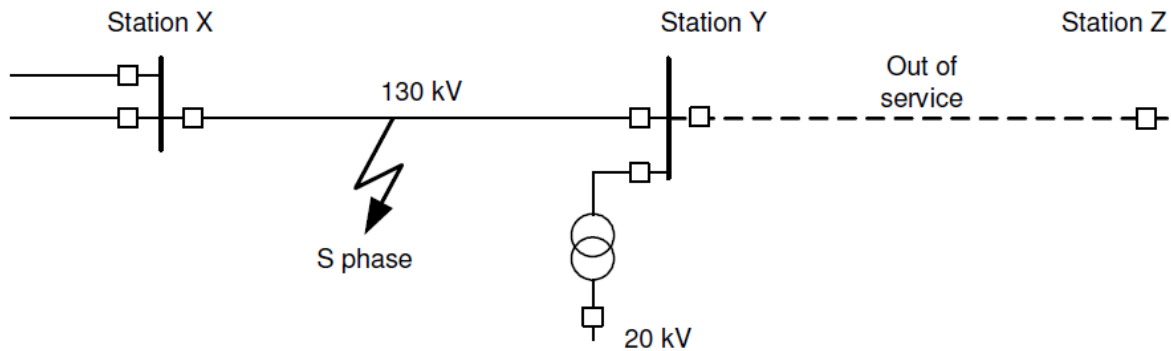 Station X
Station Y
Station Z
130 kV
Out of
service
S phase
20 kV